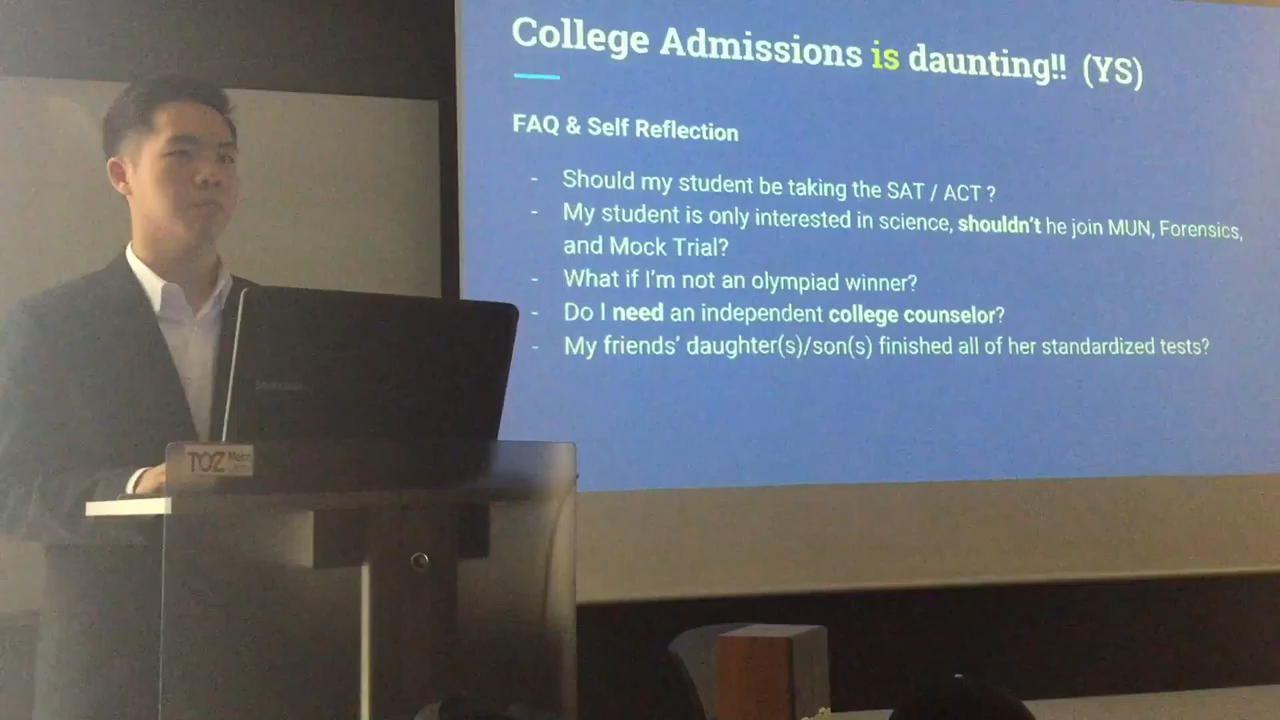 College Admissions is daunting!! (YS)
FAQ & Self Reflection
- Should my student be taking the SAT / ACT ?
- My student is only interested in science, shouldn't he join MUN, Forensics,
and Mock Trial?
- What if I'm not an olympiad winner?
- Do I need an independent college counselor?
- My friends' daughter(s)/son(s) finished all of her standardized tests?
TOZ